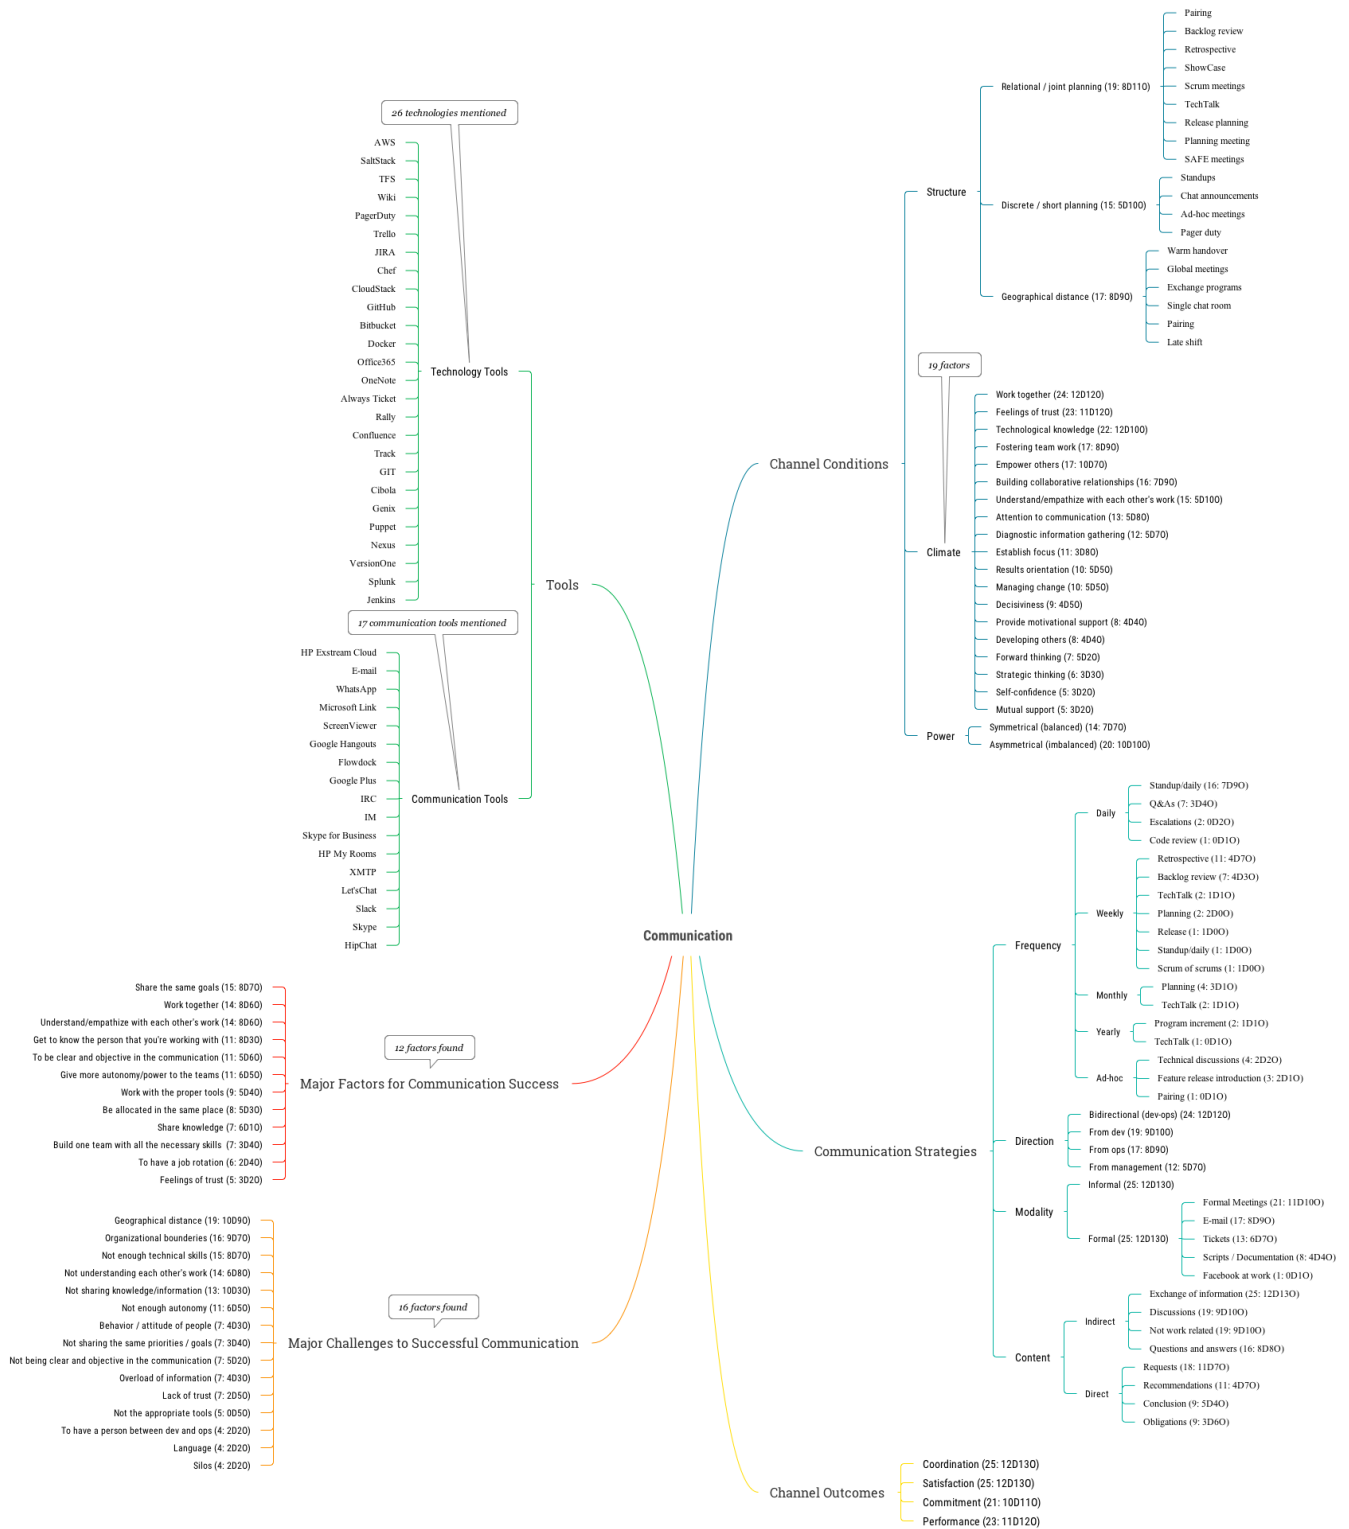 Communication
Tools
26 technologies mentioned
Technology Tools
AWS
SaltStack
TFS
Wiki
PagerDuty
Trello
JIRA
Chef
CloudStack
GitHub
Bitbucket
Docker
Office365
OneNote
Always Ticket
Rally
Confluence
Track
GIT
Cibola
Genix
Puppet
Nexus
VersionOne
Splunk
Jenkins
17 communication tools mentioned
Communication Tools
HP Exstream Cloud
E-mail
WhatsApp
Microsoft Link
ScreenViewer
Google Hangouts
Flowdock
Google Plus
IRC
IM
Skype for Business
HP My Rooms
XMTP
Let'sChat
Slack
Skype
HipChat
12 factors found
Major Factors for Communication Success
Share the same goals (15: 8D7O)
Work together (14: 8D6O)
Understand/empathize with each other's work (14: 8D6O)
Get to know the person that you're working with (11: 8D3O)
To be clear and objective in the communication (11: 5D6O)
Give more autonomy/power to the teams (11: 6D5O)
Work with the proper tools (9: 5D4O)
Be allocated in the same place (8: 5D3O)
Share knowledge (7: 6D1O)
Build one team with all the necessary skills (7: 3D4O)
To have a job rotation (6: 2D4O)
Feelings of trust (5: 3D2O)
16 factors found
Major Challenges to Successful Communication
Geographical distance (19: 10D9O)
Organizational bounderies (16: 9D7O)
Not enough technical skills (15: 8D7O)
Not understanding each other's work (14: 6D8O)
Not sharing knowledge/information (13: 10D3O)
Not enough autonomy (11: 6D5O)
Behavior / attitude of people (7: 4D3O)
Not sharing the same priorities / goals (7: 3D4O)
Not being clear and objective in the communication (7: 5D2O)
Overload of information (7: 4D3O)
Lack of trust (7: 2D5O)
Not the appropriate tools (5: 0D5O)
To have a person between dev and ops (4: 2D2O)
Language (4: 2D2O)
Silos (4: 2D2O)
Channel Conditions
Structure
Relational / joint planning (19: 8D11O)
Pairing
Backlog review
Retrospective
ShowCase
Scrum meetings
TechTalk
Release planning
Planning meeting
SAFE meetings
Discrete / short planning (15: 5D10O)
Standups
Chat announcements
Ad-hoc meetings
Pager duty
Geographical distance (17: 8D9O)
Warm handover
Global meetings
Exchange programs
Single chat room
Pairing
Late shift
19 factors
Climate
Work together (24: 12D12O)
Feelings of trust (23: 11D12O)
Technological knowledge (22: 12D10O)
Fostering team work (17: 8D9O)
Empower others (17: 10D7O)
Building collaborative relationships (16: 7D9O)
Understand/empathize with each other's work (15: 5D10O)
Attention to communication (13: 5D8O)
Diagnostic information gathering (12: 5D7O)
Establish focus (11: 3D8O)
Results orientation (10: 5D5O)
Managing change (10: 5D5O)
Decisiviness (9: 4D5O)
Provide motivational support (8: 4D4O)
Developing others (8: 4D4O)
Forward thinking (7: 5D2O)
Strategic thinking (6: 3D3O)
Self-confidence (5: 3D2O)
Mutual support (5: 3D2O)
Power
Symmetrical (balanced) (14: 7D7O)
Asymmetrical (imbalanced) (20: 10D10O)
Communication Strategies
Frequency
Daily
Standup/daily (16: 7D9O)
Q&As (7: 3D4O)
Escalations (2: 0D2O)
Code review (1: 0D1O)
Weekly
Retrospective (11: 4D7O)
Backlog review (7: 4D3O)
TechTalk (2: 1D1O)
Planning (2: 2D0O)
Release (1: 1D0O)
Standup/daily (1: 1D0O)
Scrum of scrums (1: 1D0O)
Monthly
Planning (4: 3D1O)
TechTalk (2: 1D1O)
Yearly
Program increment (2: 1D1O)
TechTalk (1: 0D1O)
Ad-hoc
Technical discussions (4: 2D2O)
Feature release introduction (3: 2D1O)
Pairing (1: 0D1O)
Direction
Bidirectional (dev-ops) (24: 12D12O)
From dev (19: 9D10O)
From ops (17: 8D9O)
From management (12: 5D7O)
Modality
Informal (25: 12D13O)
Formal (25: 12D13O)
Formal Meetings (21: 11D10O)
E-mail (17: 8D9O)
Tickets (13: 6D7O)
Scripts / Documentation (8: 4D4O)
Facebook at work (1: 0D1O)
Content
Indirect
Exchange of information (25: 12D13O)
Discussions (19: 9D10O)
Not work related (19: 9D10O)
Questions and answers (16: 8D8O)
Direct
Requests (18: 11D7O)
Recommendations (11: 4D7O)
Conclusion (9: 5D4O)
Obligations (9: 3D6O)
Channel Outcomes
Coordination (25: 12D13O)
Satisfaction (25: 12D13O)
Commitment (21: 10D11O)
Performance (23: 11D12O)